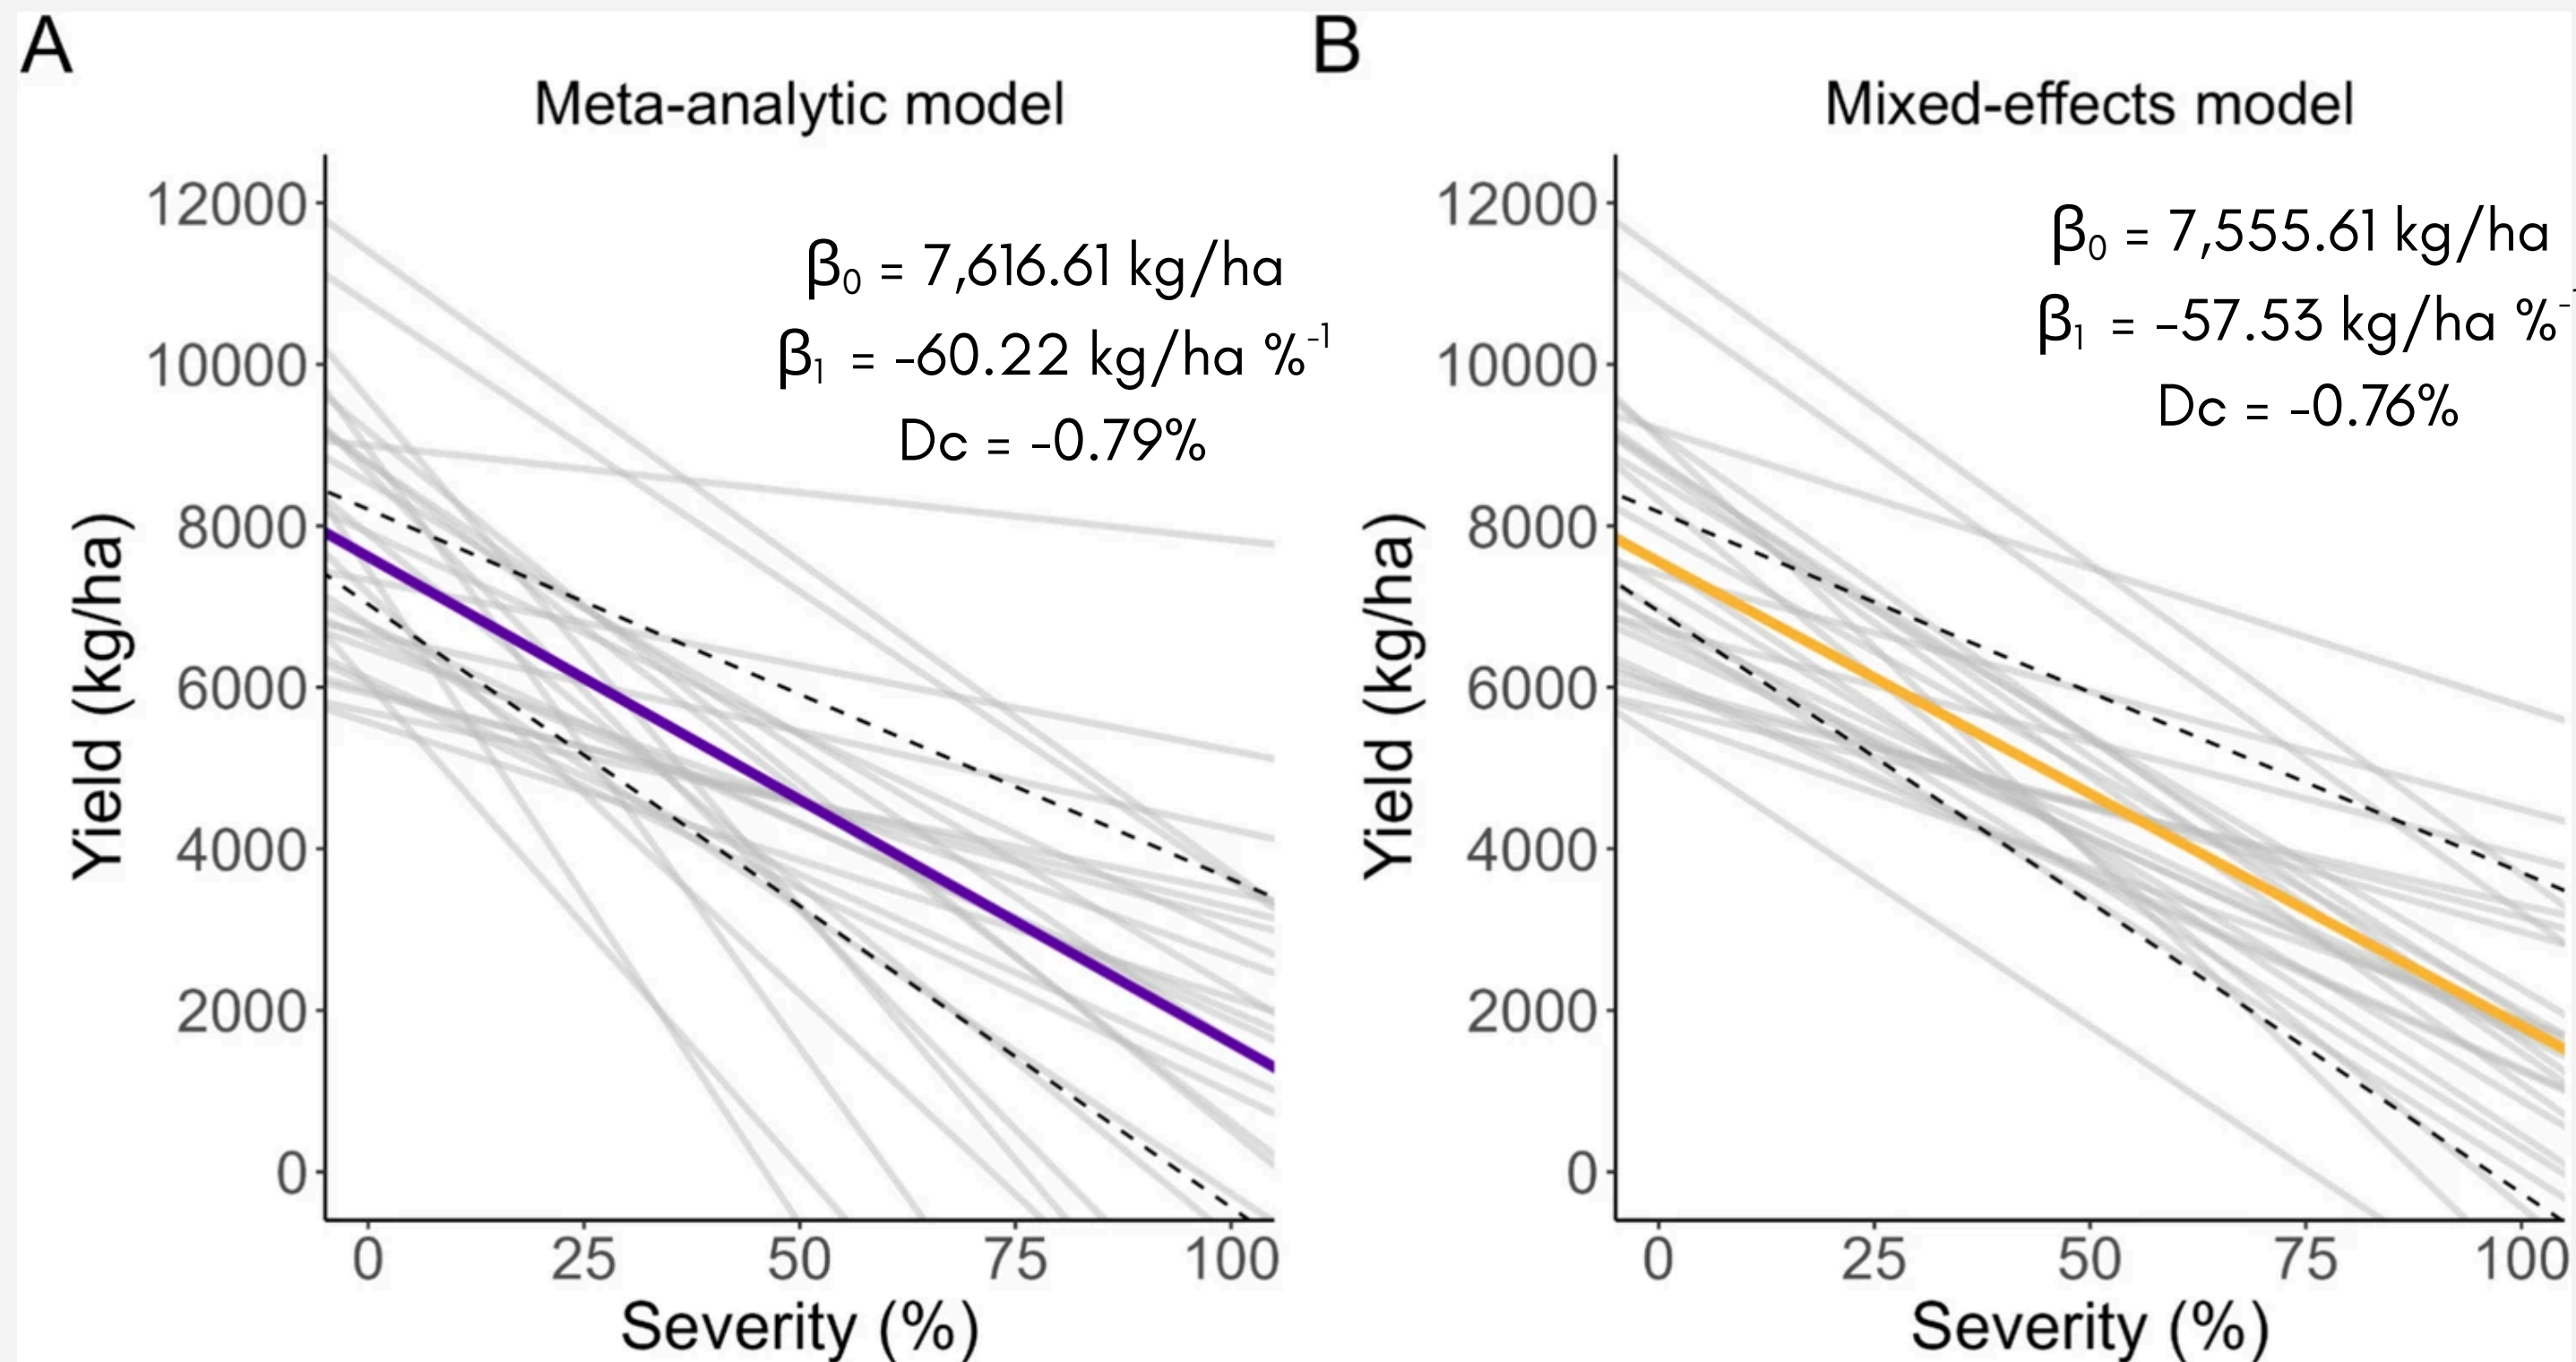 A
Meta-analytic model
12000
10000
8000
6000
4000
2000
0
Yield (kg/ha)
β₀ = 7,616.61 kg/ha
β₁ = -60.22 kg/ha %⁻¹
Dc = -0.79%
0 25 50 75 100
Severity (%)
B
Mixed-effects model
12000
10000
8000
6000
4000
2000
0
Yield (kg/ha)
β₀ = 7,555.61 kg/ha
β₁ = -57.53 kg/ha %⁻
Dc = -0.76%
0 25 50 75 100
Severity (%)